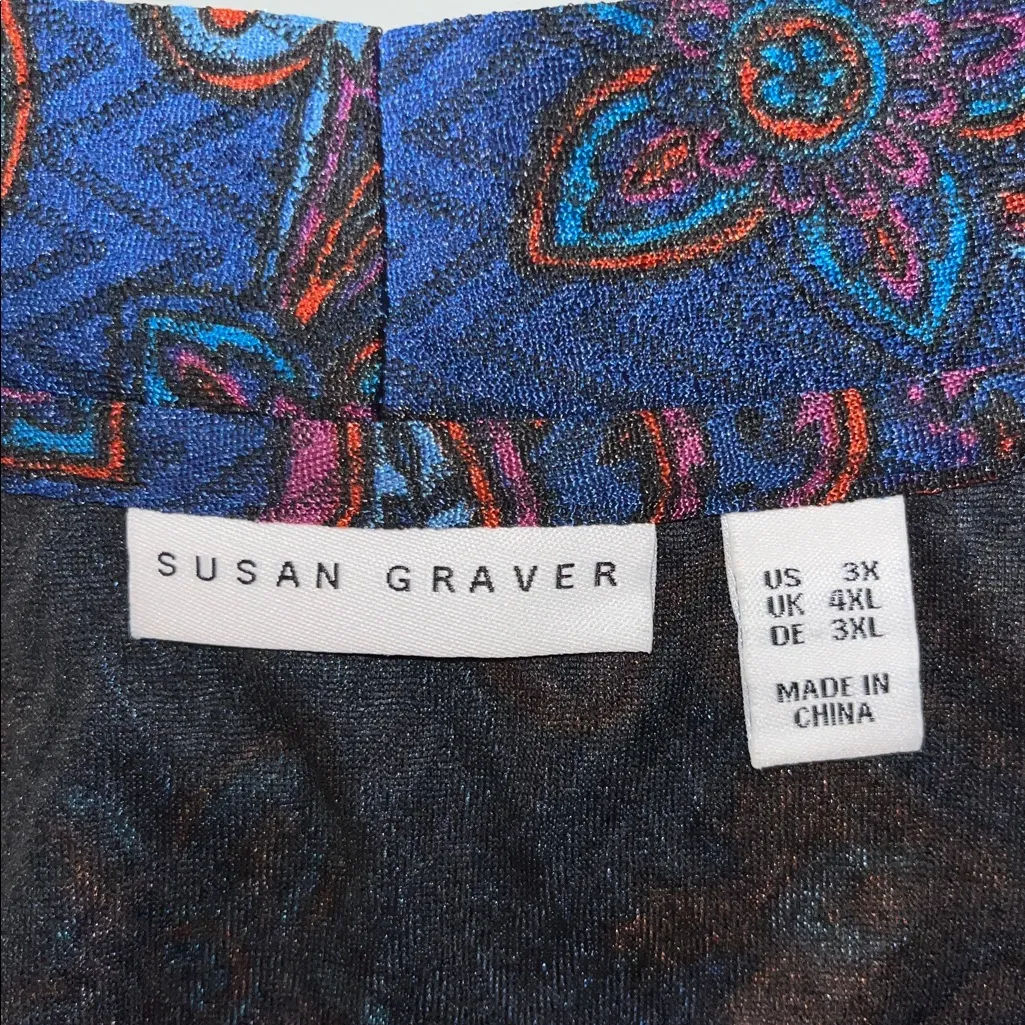 SUSAN GRAVER
US 3X
UK 4XL
DE 3XL
MADE IN
CHINA